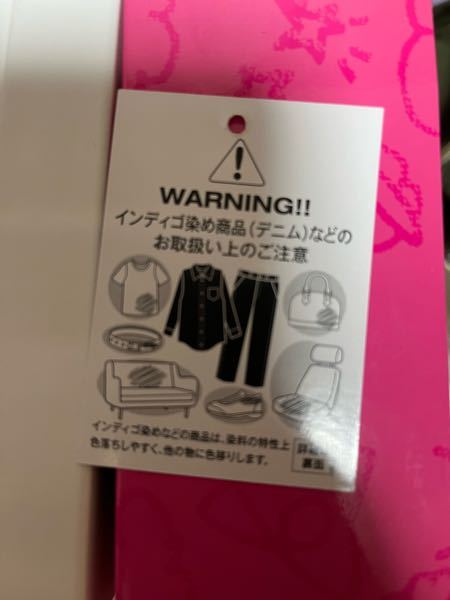 WARNING!!
インディゴ染め商品(デニム)などの
お取扱い上のご注意
インディゴ染めなどの商品は、染料の特性上
色落ちしやすく、他の物に色移りします。
裏面